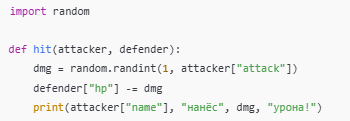 import random
def hit(attacker, defender):
    dmg = random.randint(1, attacker["attack"])
    defender["hp"] -= dmg
    print(attacker["name"], "нанёс", dmg, "урона!")